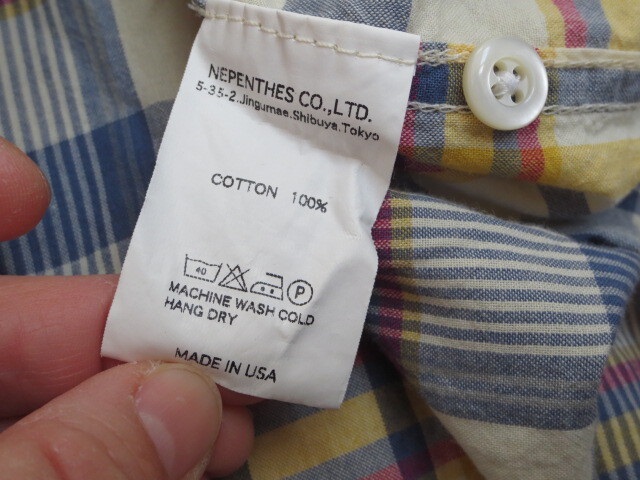 NEPENTHES CO.,LTD.
5-35-2.Jingumae.Shibuya.Tokyo
COTTON 100%
40 P
MACHINE WASH COLD
HANG DRY
MADE IN USA